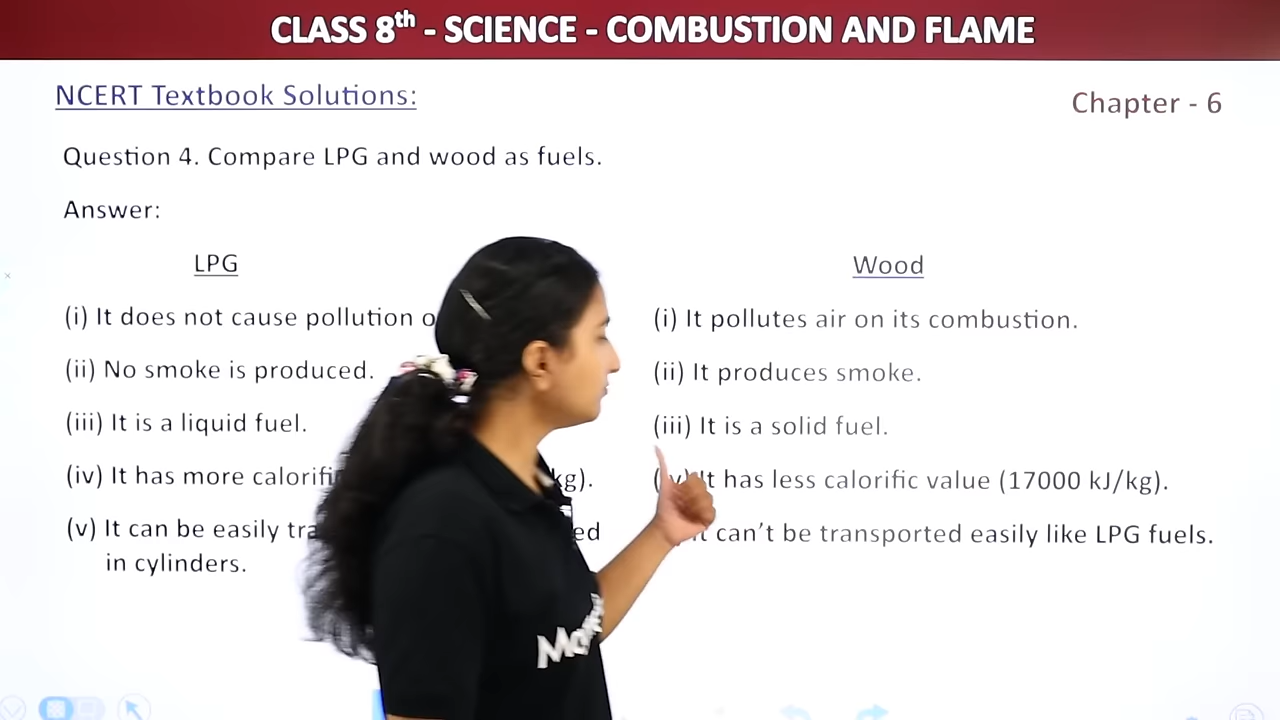 CLASS 8th - SCIENCE - COMBUSTION AND FLAME
NCERT Textbook Solutions:
Chapter - 6
Question 4. Compare LPG and wood as fuels.
Answer:
LPG
Wood
(i) It does not cause pollution
(i) It pollutes air on its combustion.
(ii) No smoke is produced.
(ii) It produces smoke.
(iii) It is a liquid fuel.
(iii) It is a solid fuel.
(iv) It has more kg).
It has less calorific value (17000 kJ/kg).
(v) It can be easily
can't be transported easily like LPG fuels.
in cylinders.